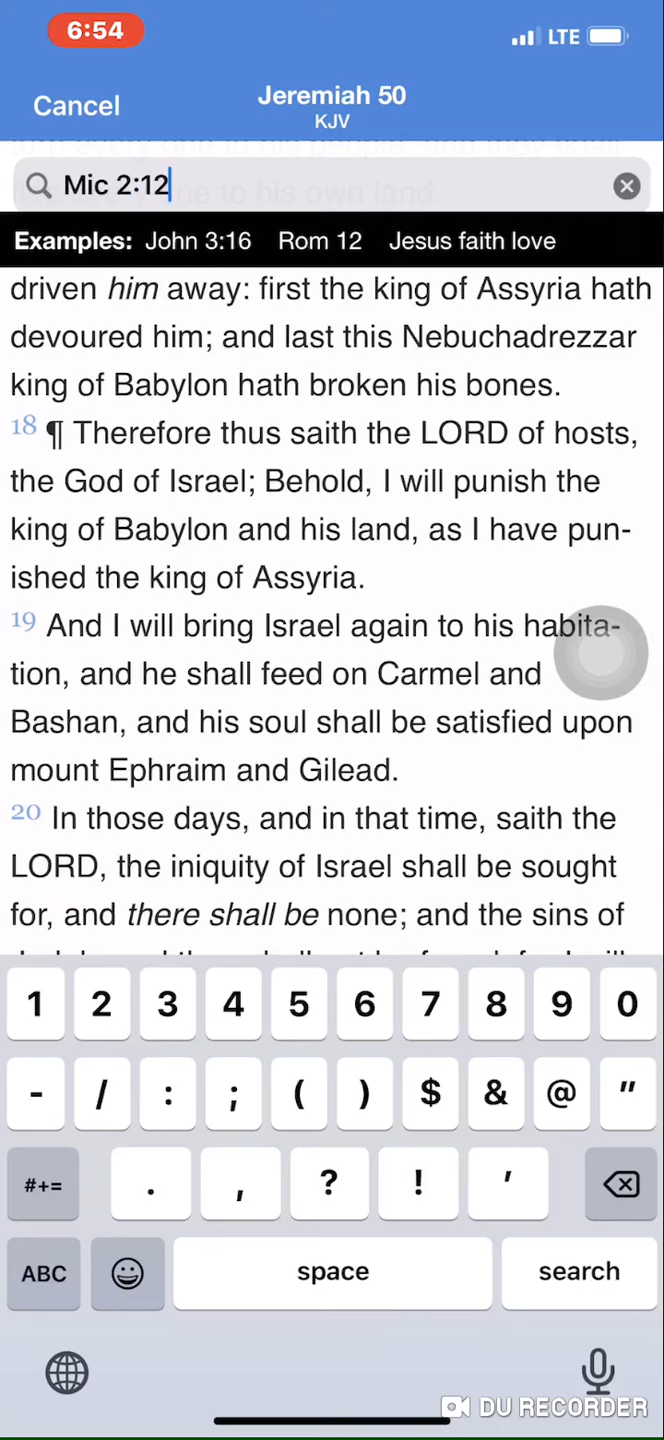 6:54
LTE
Cancel
Jeremiah 50
KJV
Mic 2:12
one to his own land.
Examples: John 3:16 Rom 12 Jesus faith love
driven him away: first the king of Assyria hath
devoured him; and last this Nebuchadrezzar
king of Babylon hath broken his bones.
18 ¶ Therefore thus saith the LORD of hosts,
the God of Israel; Behold, I will punish the
king of Babylon and his land, as I have pun-
ished the king of Assyria.
19 And I will bring Israel again to his habita-
tion, and he shall feed on Carmel and
Bashan, and his soul shall be satisfied upon
mount Ephraim and Gilead.
20 In those days, and in that time, saith the
LORD, the iniquity of Israel shall be sought
for, and there shall be none; and the sins of
1 2 3 4 5 6 7 8 9 0
- / : ; ( ) $ & @ "
#+= . , ? ! '
ABC space search
DU RECORDER